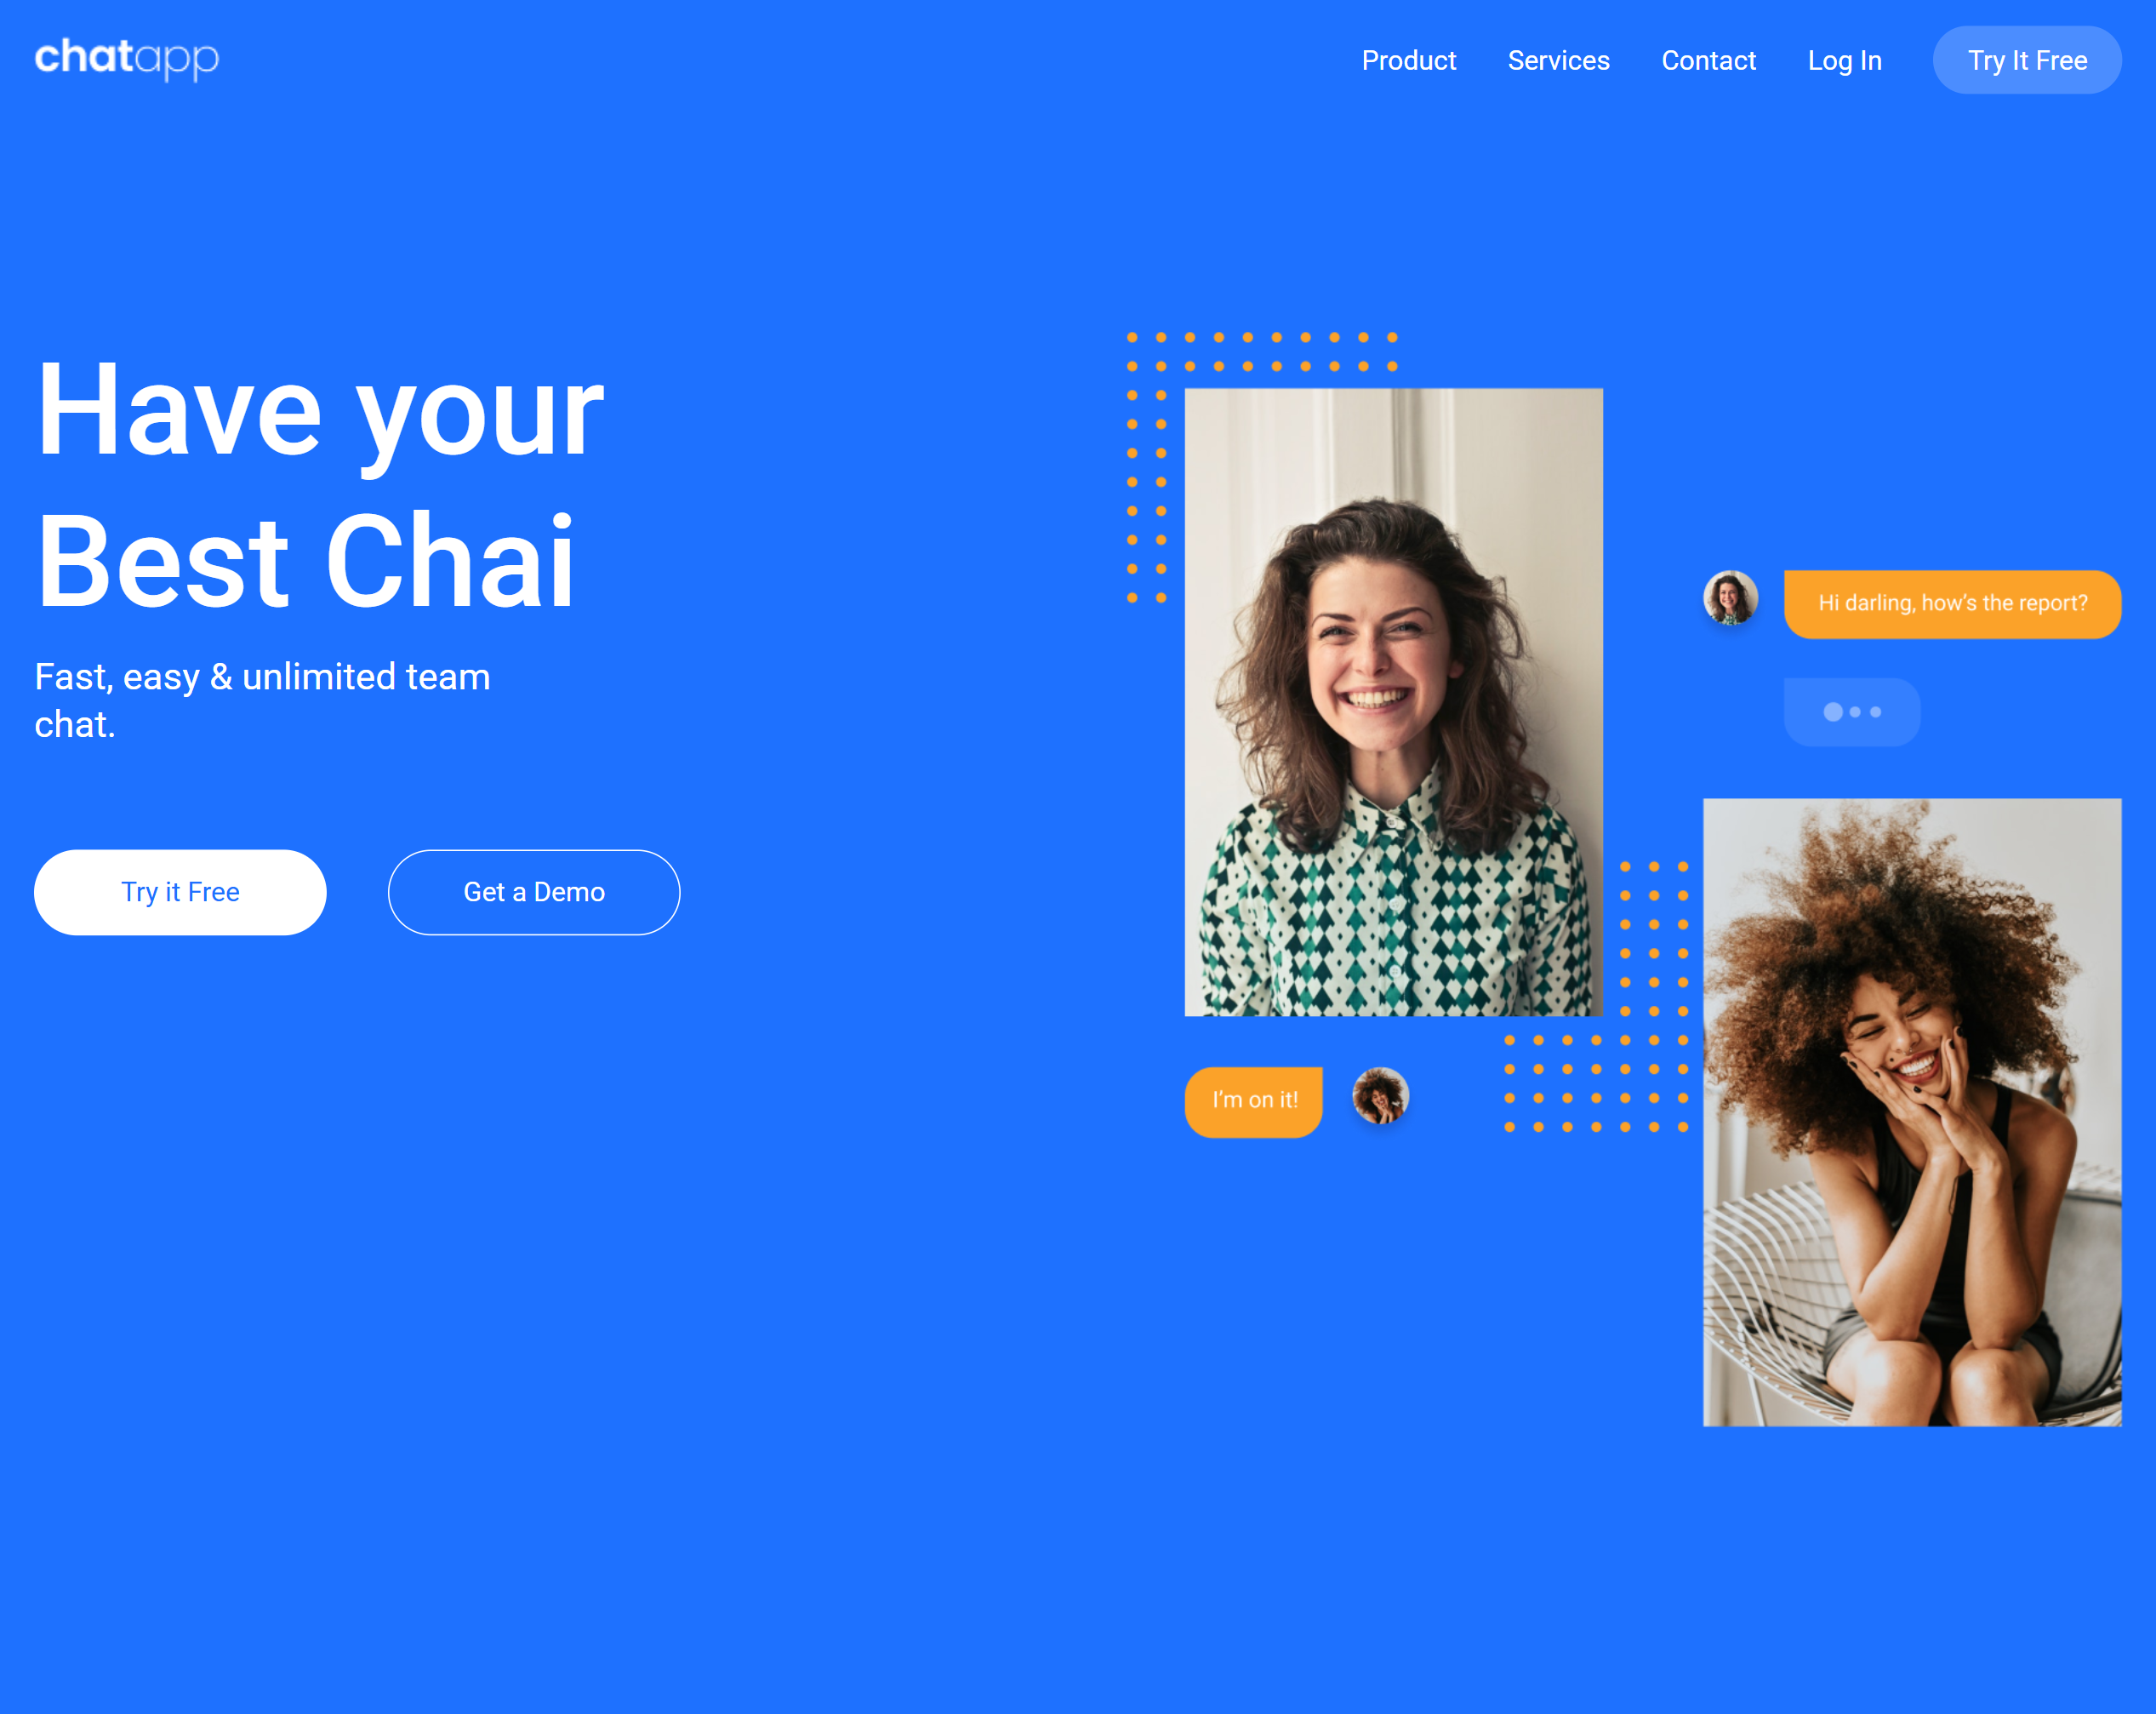 chatapp
Product Services Contact Log In Try It Free
Have your
Best Chai
Fast, easy & unlimited team
chat.
Try it Free
Get a Demo
Hi darling, how's the report?
I'm on it!